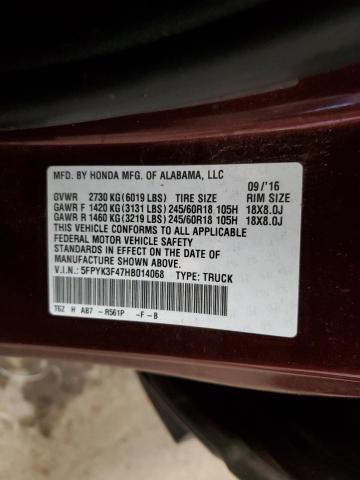 MFD. BY HONDA MFG. OF ALABAMA, LLC
09/'16
GVWR 2730 KG(6019 LBS) TIRE SIZE RIM SIZE
GAWR F 1420 KG(3131 LBS) 245/60R18 105H 18X8.0J
GAWR R 1460 KG(3219 LBS) 245/60R18 105H 18X8.0J
THIS VEHICLE CONFORMS TO ALL APPLICABLE
FEDERAL MOTOR VEHICLE SAFETY
STANDARDS IN EFFECT ON THE DATE OF
MANUFACTURE SHOWN ABOVE.
V.I.N.: 5FPYK3F47HB014068 TYPE: TRUCK
T6Z H AB7 -R561P -F-B